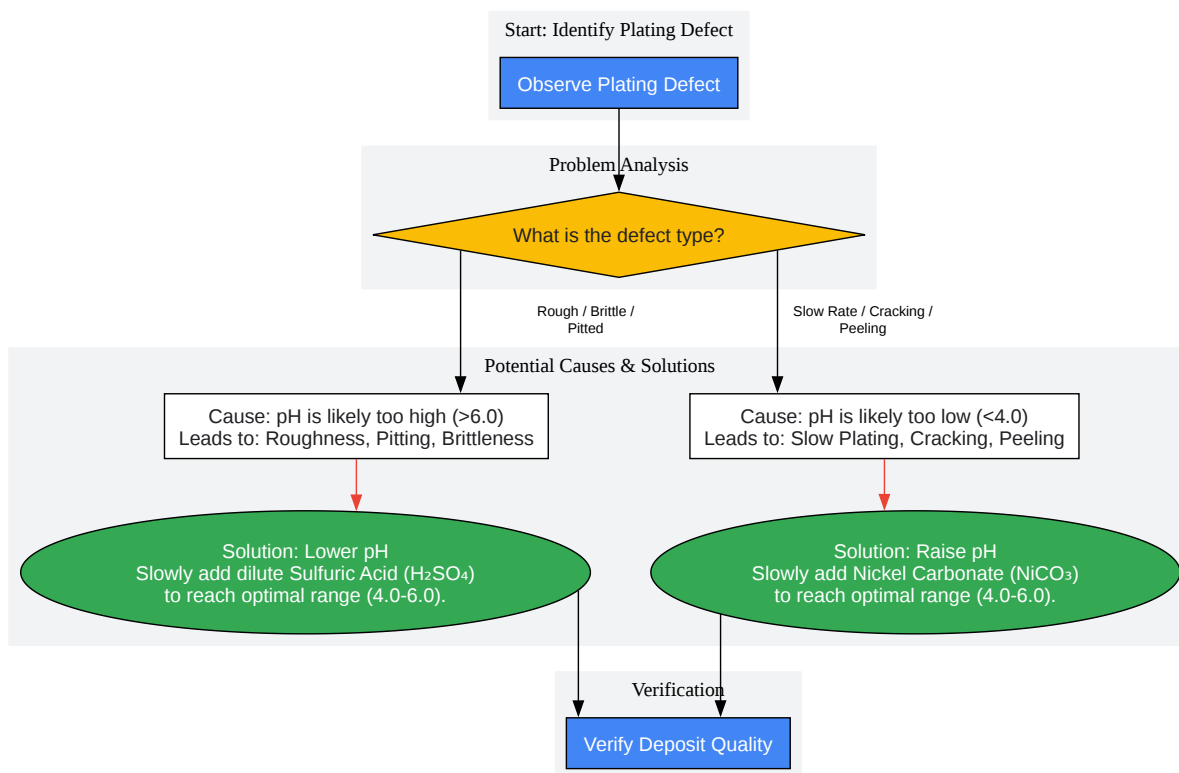 Start: Identify Plating Defect
Observe Plating Defect
Problem Analysis
What is the defect type?
Rough / Brittle /
Pitted
Slow Rate / Cracking /
Peeling
Potential Causes & Solutions
Cause: pH is likely too high (>6.0)
Leads to: Roughness, Pitting, Brittleness
Cause: pH is likely too low (<4.0)
Leads to: Slow Plating, Cracking, Peeling
Solution: Lower pH
Slowly add dilute Sulfuric Acid (H₂SO₄)
to reach optimal range (4.0-6.0).
Solution: Raise pH
Slowly add Nickel Carbonate (NiCO₃)
to reach optimal range (4.0-6.0).
Verification
Verify Deposit Quality